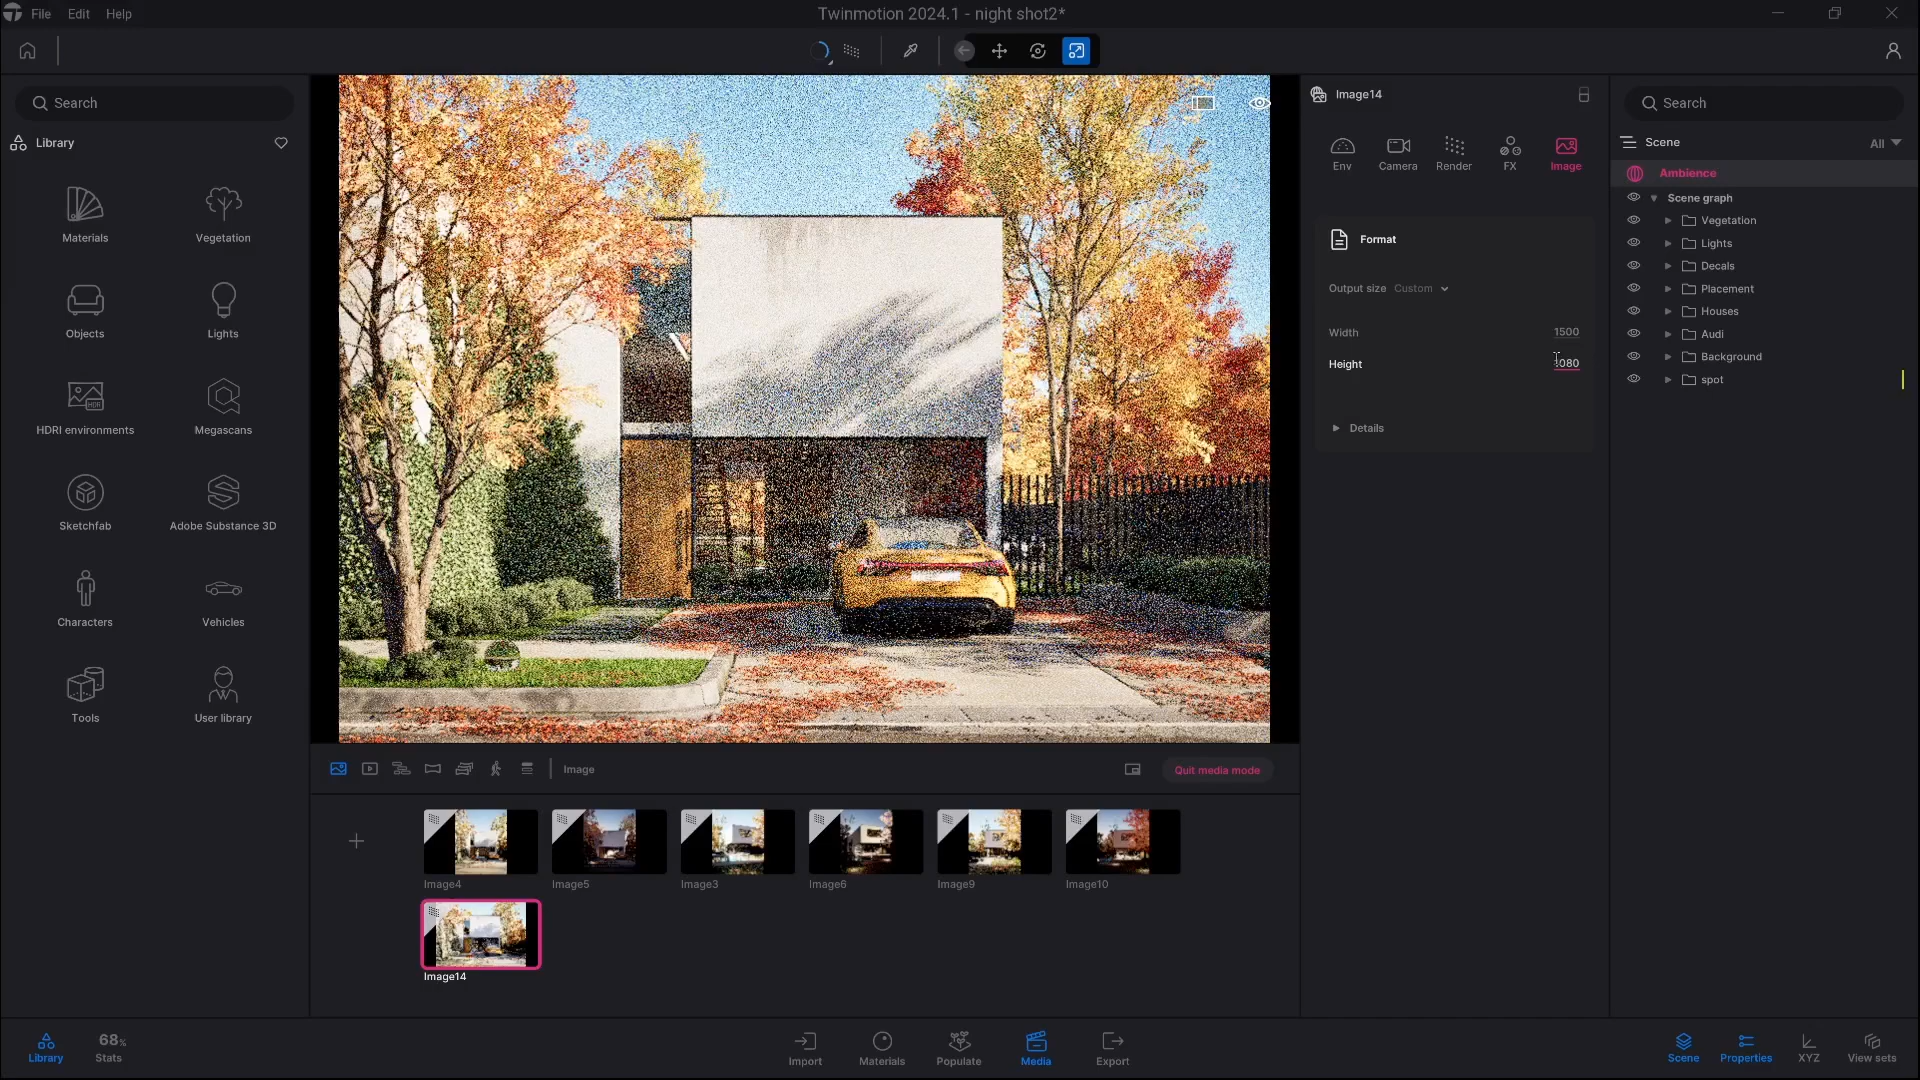 File Edit Help
Twinmotion 2024.1 - night shot2*
Search
Library
Materials
Vegetation
Objects
Lights
HDRI environments
Megascans
Sketchfab
Adobe Substance 3D
Characters
Vehicles
Tools
User library
Image
Quit media mode
Image4
Image5
Image3
Image6
Image9
Image10
Image14
Image14
Env
Camera
Render
FX
Image
Format
Output size Custom
Width 1500
Height 1080
Details
Search
Scene
All
Ambience
Scene graph
Vegetation
Lights
Decals
Placement
Houses
Audi
Background
spot
Library
68%
Stats
Import
Materials
Populate
Media
Export
Scene
Properties
XYZ
View sets